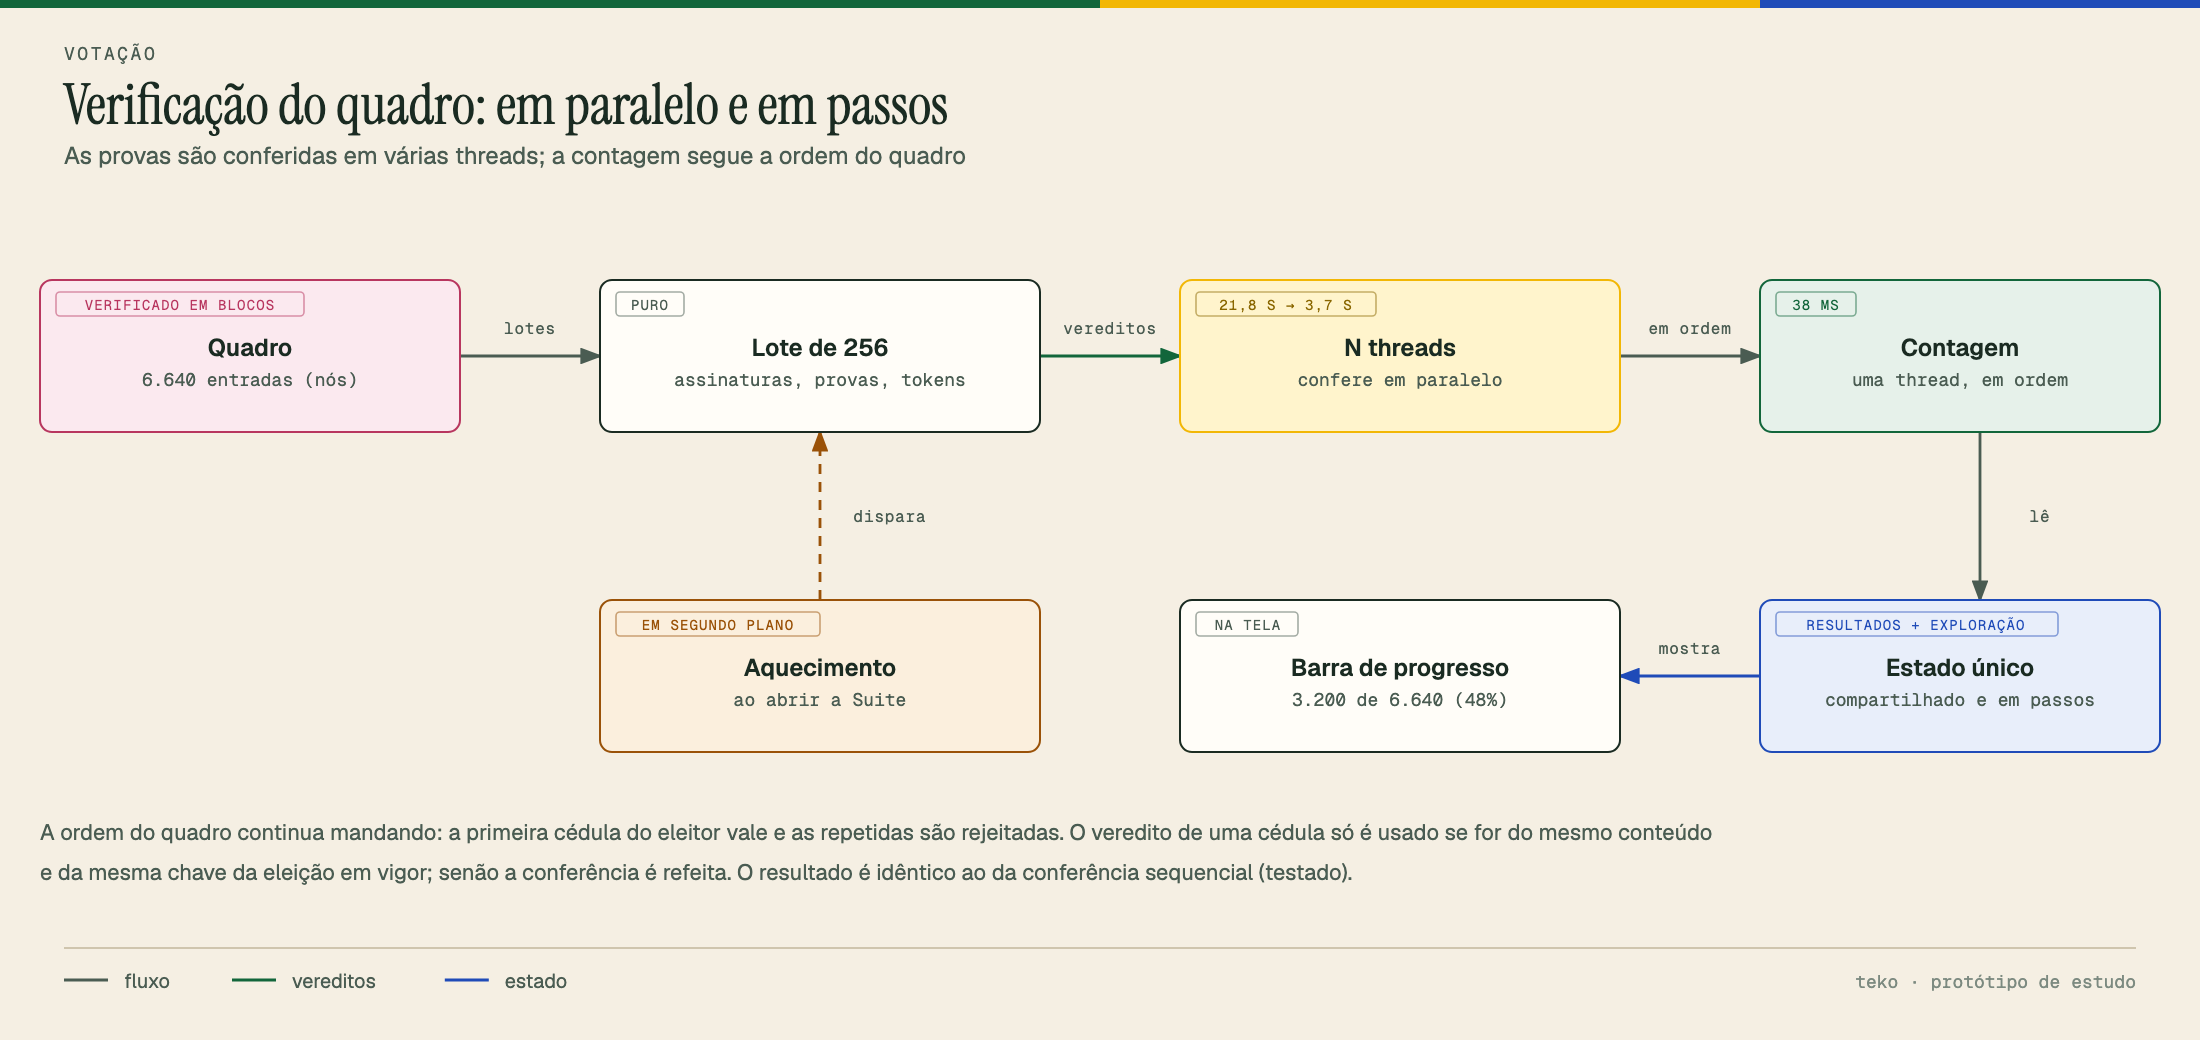 VOTAÇÃO
Verificação do quadro: em paralelo e em passos
As provas são conferidas em várias threads; a contagem segue a ordem do quadro
VERIFICADO EM BLOCOS
Quadro
6.640 entradas (nós)
lotes
PURO
Lote de 256
assinaturas, provas, tokens
vereditos
21,8 S → 3,7 S
N threads
confere em paralelo
em ordem
38 MS
Contagem
uma thread, em ordem
dispara
lê
EM SEGUNDO PLANO
Aquecimento
ao abrir a Suite
NA TELA
Barra de progresso
3.200 de 6.640 (48%)
mostra
RESULTADOS + EXPLORAÇÃO
Estado único
compartilhado e em passos
A ordem do quadro continua mandando: a primeira cédula do eleitor vale e as repetidas são rejeitadas. O veredito de uma cédula só é usado se for do mesmo conteúdo
e da mesma chave da eleição em vigor; senão a conferência é refeita. O resultado é idêntico ao da conferência sequencial (testado).
fluxo
vereditos
estado
teko · protótipo de estudo